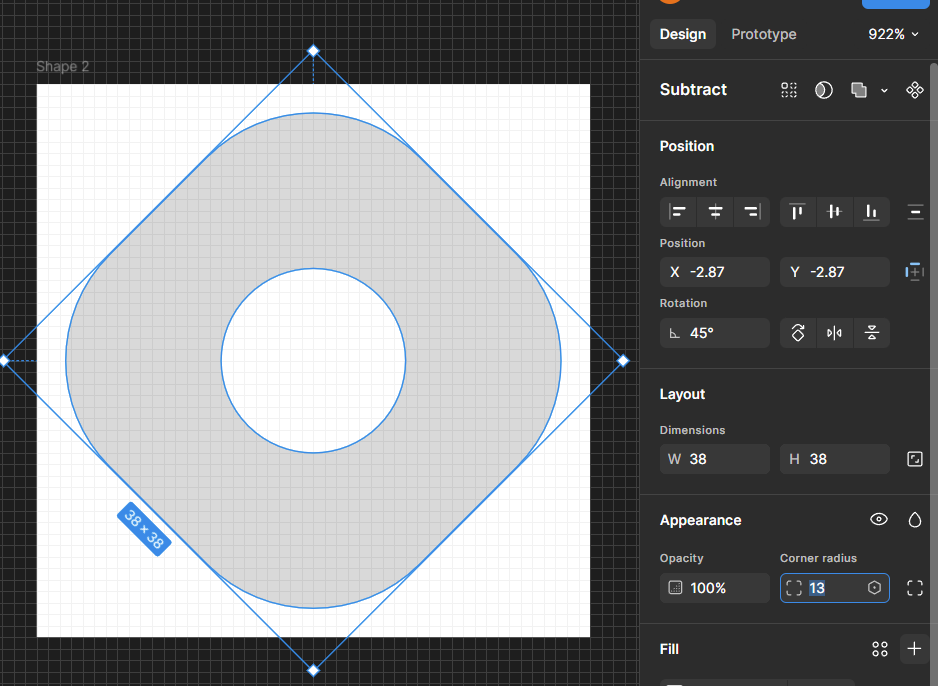 Design Prototype 922%
Shape 2
Subtract
Position
Alignment
Position
X -2.87 Y -2.87
Rotation
45°
Layout
Dimensions
W 38 H 38
38 × 38
Appearance
Opacity Corner radius
100% 13
Fill